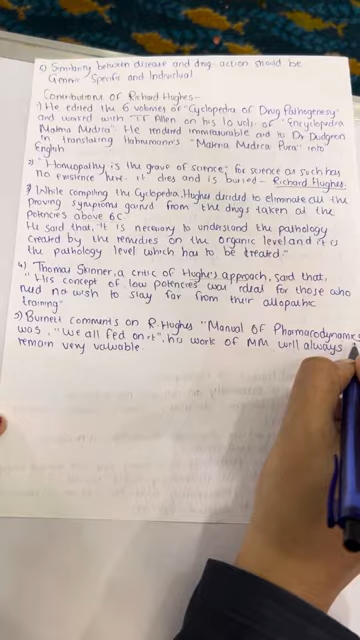 c) Similarity between disease and drug action should be
Generic Specific and Individual
Contributions of Richard Hughes-
1) He edited the 6 volumes of "Cyclopedia of Drug Pathogenesy"
and worked with TF Allen on his 10 vols of "Encyclopedia
Materia Medica". He rendered immeasurable aid to Dr Dudgeon
in translating Hahnemann's "Materia Medica Pura" into
English
2) "Homeopathy is the grave of science; for science as such has
no existence here. It dies and is buried - Richard Hughes.
While compiling the Cyclopedia, Hughes decided to eliminate all the
proving symptoms gained from the drugs taken at the
potencies above 6C.
He said that, "It is necessary to understand the pathology
created by the remedies on the organic level and it is
the pathology level which has to be treated."
4) Thomas Skinner, a critic of Hughe's approach, said that,
"His concept of low potencies was ideal for those who
had no wish to stay far from their allopathic
training"
5) Burnett comments on R. Hughes "Manual of Pharmacodynamics
was, "We all fed on it", his work of MM will always
remain very valuable.